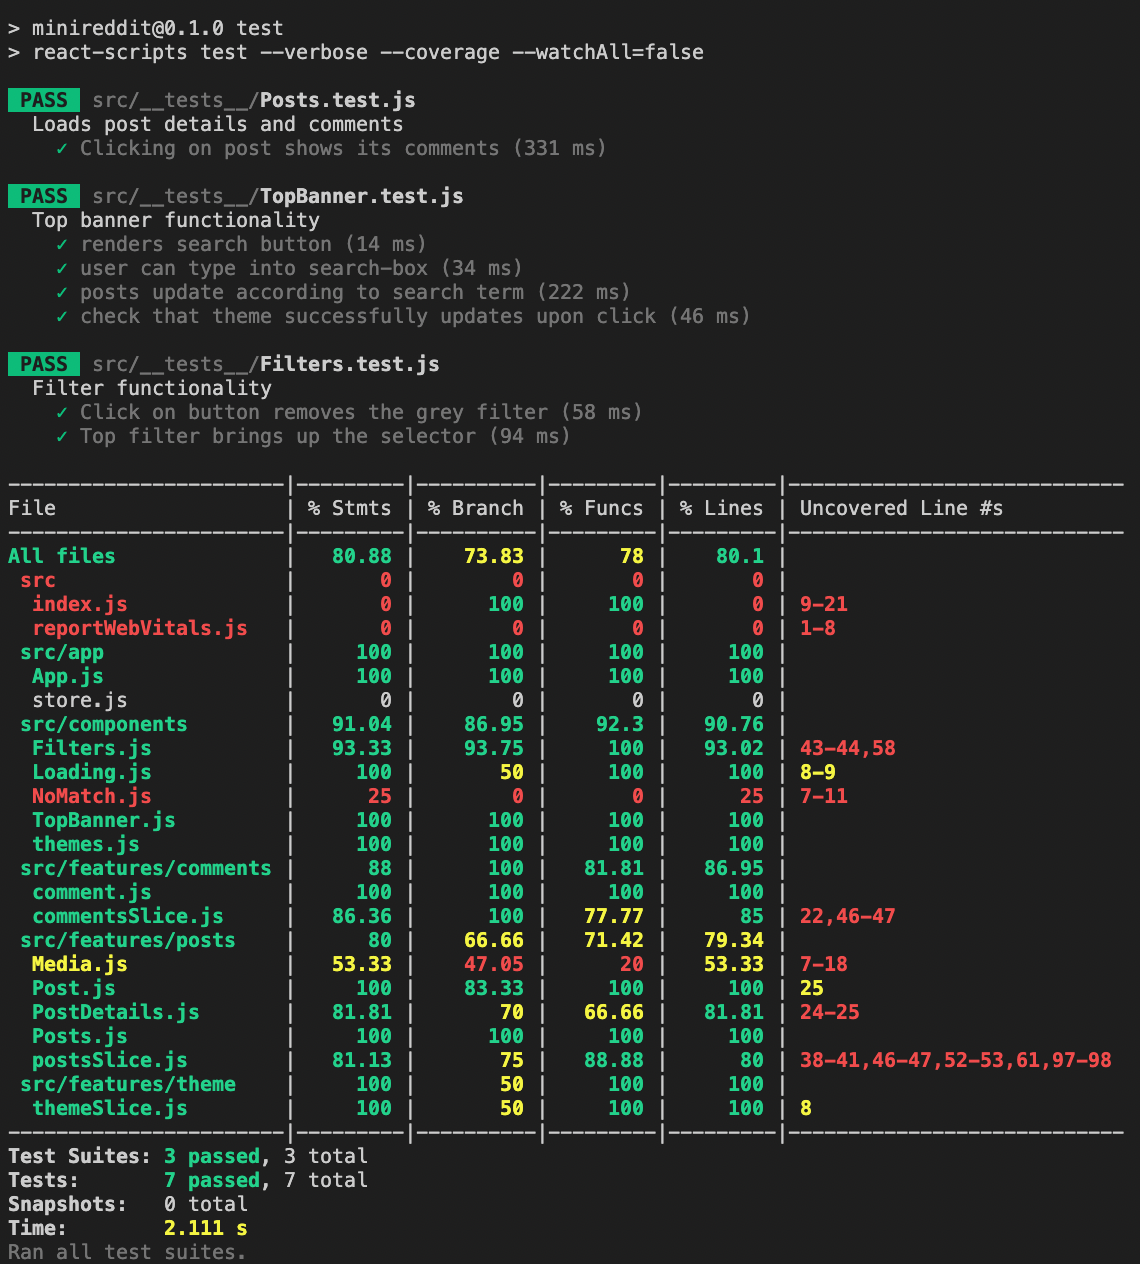 > minireddit@0.1.0 test
> react-scripts test --verbose --coverage --watchAll=false
PASS src/__tests__/Posts.test.js
Loads post details and comments
✓ Clicking on post shows its comments (331 ms)
PASS src/__tests__/TopBanner.test.js
Top banner functionality
✓ renders search button (14 ms)
✓ user can type into search-box (34 ms)
✓ posts update according to search term (222 ms)
✓ check that theme successfully updates upon click (46 ms)
PASS src/__tests__/Filters.test.js
Filter functionality
✓ Click on button removes the grey filter (58 ms)
✓ Top filter brings up the selector (94 ms)
-----------------------|---------|----------|---------|---------|----------------------------
File | % Stmts | % Branch | % Funcs | % Lines | Uncovered Line #s
-----------------------|---------|----------|---------|---------|----------------------------
All files | 80.88 | 73.83 | 78 | 80.1 |
src | 0 | 0 | 0 | 0 |
index.js | 0 | 100 | 100 | 0 | 9-21
reportWebVitals.js | 0 | 0 | 0 | 0 | 1-8
src/app | 100 | 100 | 100 | 100 |
App.js | 100 | 100 | 100 | 100 |
store.js | 0 | 0 | 0 | 0 |
src/components | 91.04 | 86.95 | 92.3 | 90.76 |
Filters.js | 93.33 | 93.75 | 100 | 93.02 | 43-44,58
Loading.js | 100 | 50 | 100 | 100 | 8-9
NoMatch.js | 25 | 0 | 0 | 25 | 7-11
TopBanner.js | 100 | 100 | 100 | 100 |
themes.js | 100 | 100 | 100 | 100 |
src/features/comments | 88 | 100 | 81.81 | 86.95 |
comment.js | 100 | 100 | 100 | 100 |
commentsSlice.js | 86.36 | 100 | 77.77 | 85 | 22,46-47
src/features/posts | 80 | 66.66 | 71.42 | 79.34 |
Media.js | 53.33 | 47.05 | 20 | 53.33 | 7-18
Post.js | 100 | 83.33 | 100 | 100 | 25
PostDetails.js | 81.81 | 70 | 66.66 | 81.81 | 24-25
Posts.js | 100 | 100 | 100 | 100 |
postsSlice.js | 81.13 | 75 | 88.88 | 80 | 38-41,46-47,52-53,61,97-98
src/features/theme | 100 | 50 | 100 | 100 |
themeSlice.js | 100 | 50 | 100 | 100 | 8
-----------------------|---------|----------|---------|---------|----------------------------
Test Suites: 3 passed, 3 total
Tests: 7 passed, 7 total
Snapshots: 0 total
Time: 2.111 s
Ran all test suites.